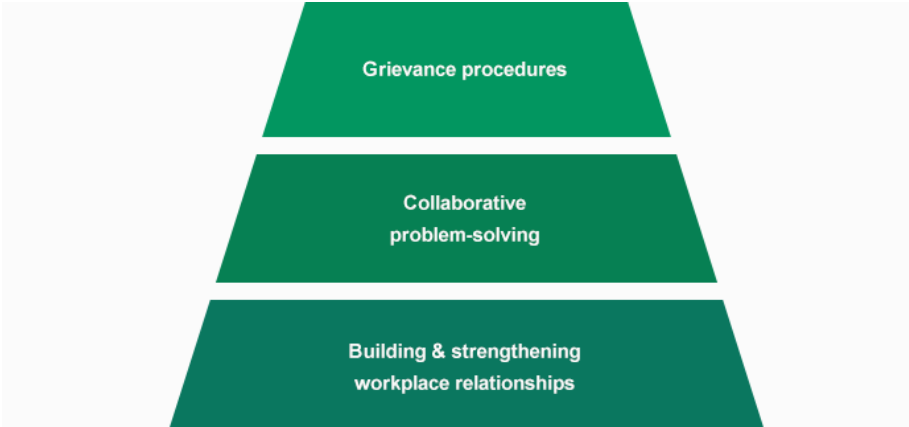 Grievance procedures
Collaborative
problem-solving
Building & strengthening
workplace relationships